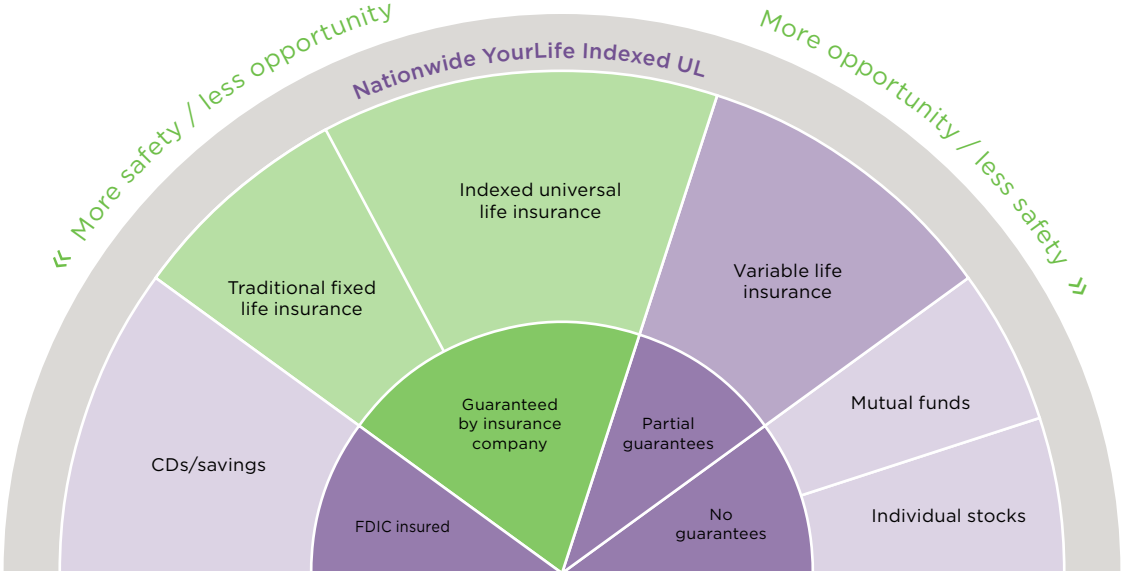 « More safety / less opportunity
Nationwide YourLife Indexed UL
More opportunity / less safety »
Indexed universal
life insurance
Traditional fixed
life insurance
Variable life
insurance
CDs/savings
Mutual funds
Individual stocks
Guaranteed
by insurance
company
Partial
guarantees
FDIC insured
No
guarantees